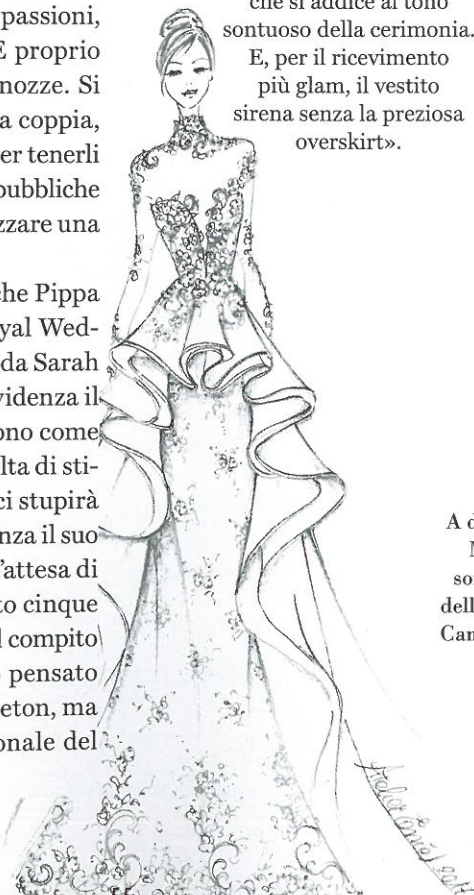 passioni,
E proprio
nozze. Si
a coppia,
er tenerli
pubbliche
zzare una
che Pippa
yal Wed-
da Sarah
videnza il
ono come
lta di sti-
ci stupirà
nza il suo
’attesa di
to cinque
l compito
pensato
eton, ma
onale del
che si addice al tono
sontuoso della cerimonia.
E, per il ricevimento
più glam, il vestito
sirena senza la preziosa
overskirt».
A d
M
so
dell
Can